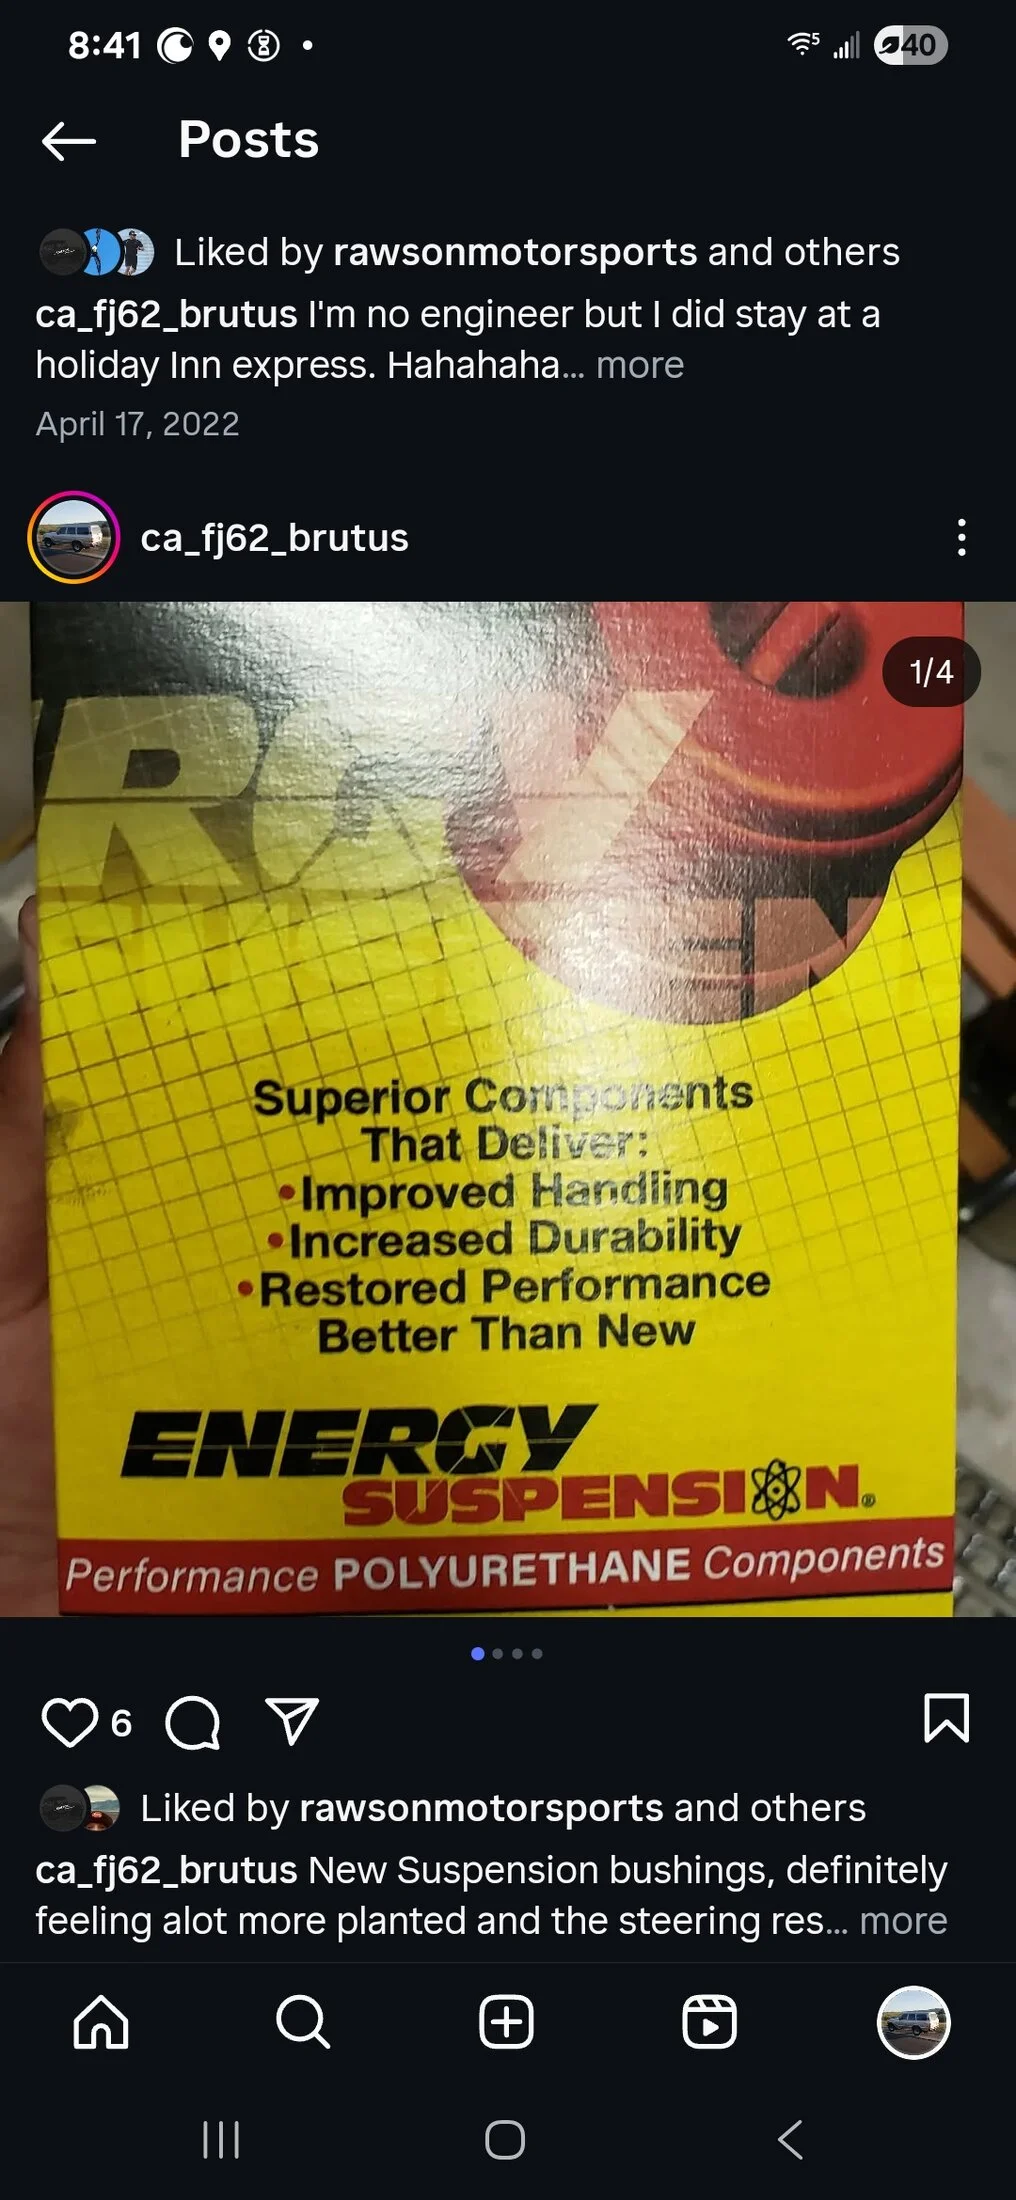 8:41
5
40
Posts
Liked by rawsonmotorsports and others
ca_fj62_brutus I'm no engineer but I did stay at a
holiday Inn express. Hahahaha... more
April 17, 2022
ca_fj62_brutus
1/4
RGY
EN
Superior Components
That Deliver:
•Improved Handling
•Increased Durability
•Restored Performance
Better Than New
ENERGY
SUSPENSION®
Performance POLYURETHANE Components
6
Liked by rawsonmotorsports and others
ca_fj62_brutus New Suspension bushings, definitely
feeling alot more planted and the steering res... more